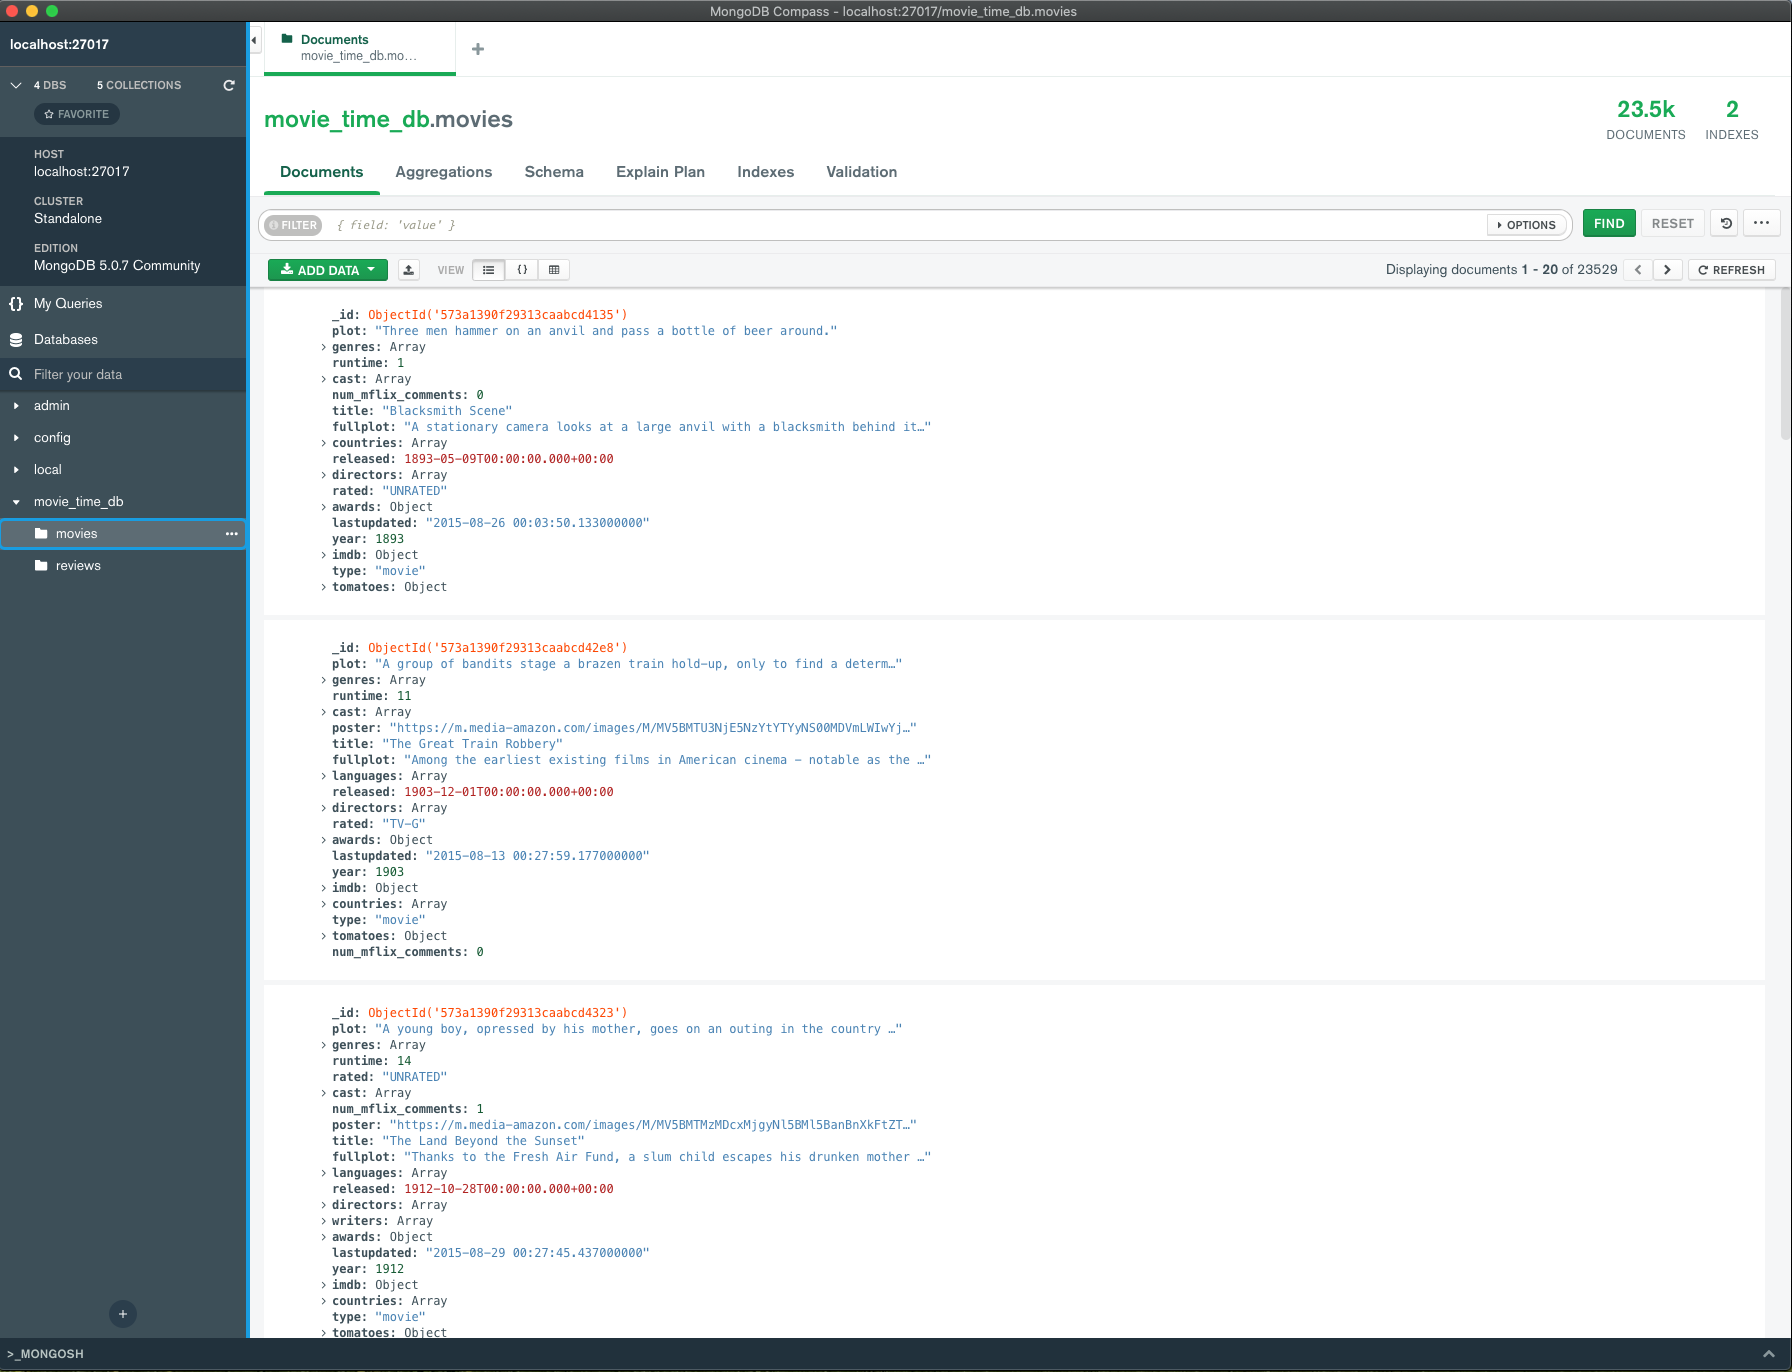 MongoDB Compass - localhost:27017/movie_time_db.movies
localhost:27017
4 DBS 5 COLLECTIONS
FAVORITE
HOST
localhost:27017
CLUSTER
Standalone
EDITION
MongoDB 5.0.7 Community
{} My Queries
Databases
Filter your data
admin
config
local
movie_time_db
movies •••
reviews
Documents
movie_time_db.mo…
movie_time_db.movies
23.5k
DOCUMENTS
2
INDEXES
Documents Aggregations Schema Explain Plan Indexes Validation
FILTER { field: 'value' } OPTIONS FIND RESET •••
ADD DATA VIEW {} Displaying documents 1 - 20 of 23529 < > REFRESH
_id: ObjectId('573a1390f29313caabcd4135')
plot: "Three men hammer on an anvil and pass a bottle of beer around."
> genres: Array
runtime: 1
> cast: Array
num_mflix_comments: 0
title: "Blacksmith Scene"
fullplot: "A stationary camera looks at a large anvil with a blacksmith behind it…"
> countries: Array
released: 1893-05-09T00:00:00.000+00:00
> directors: Array
rated: "UNRATED"
> awards: Object
lastupdated: "2015-08-26 00:03:50.133000000"
year: 1893
> imdb: Object
type: "movie"
> tomatoes: Object
_id: ObjectId('573a1390f29313caabcd42e8')
plot: "A group of bandits stage a brazen train hold-up, only to find a determ…"
> genres: Array
runtime: 11
> cast: Array
poster: "https://m.media-amazon.com/images/M/MV5BMTU3NjE5NzYtYTYyNS00MDVmLWIwYj…"
title: "The Great Train Robbery"
fullplot: "Among the earliest existing films in American cinema - notable as the …"
> languages: Array
released: 1903-12-01T00:00:00.000+00:00
> directors: Array
rated: "TV-G"
> awards: Object
lastupdated: "2015-08-13 00:27:59.177000000"
year: 1903
> imdb: Object
> countries: Array
type: "movie"
> tomatoes: Object
num_mflix_comments: 0
_id: ObjectId('573a1390f29313caabcd4323')
plot: "A young boy, opressed by his mother, goes on an outing in the country …"
> genres: Array
runtime: 14
rated: "UNRATED"
> cast: Array
num_mflix_comments: 1
poster: "https://m.media-amazon.com/images/M/MV5BMTMzMDcxMjgyNl5BMl5BanBnXkFtZT…"
title: "The Land Beyond the Sunset"
fullplot: "Thanks to the Fresh Air Fund, a slum child escapes his drunken mother …"
> languages: Array
released: 1912-10-28T00:00:00.000+00:00
> directors: Array
> writers: Array
> awards: Object
lastupdated: "2015-08-29 00:27:45.437000000"
year: 1912
> imdb: Object
> countries: Array
type: "movie"
> tomatoes: Object
>_MONGOSH